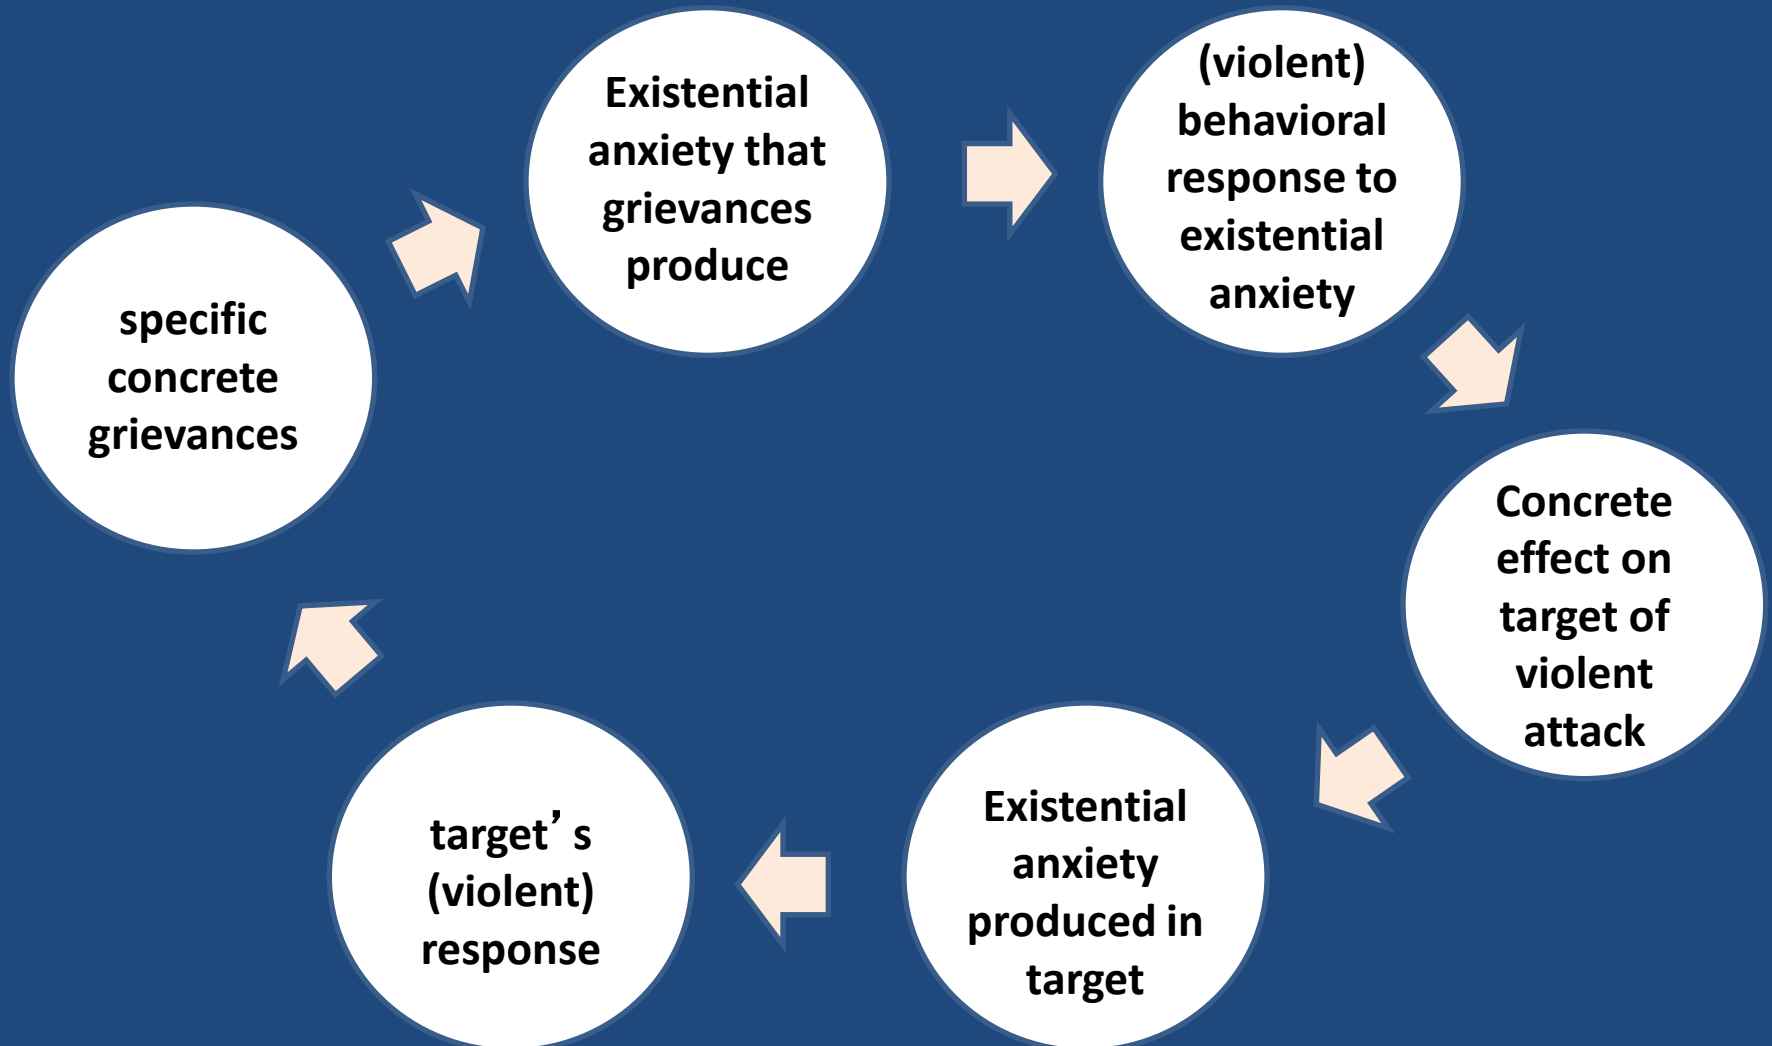 specific
concrete
grievances
Existential
anxiety that
grievances
produce
(violent)
behavioral
response to
existential
anxiety
Concrete
effect on
target of
violent
attack
Existential
anxiety
produced in
target
target’ s
(violent)
response